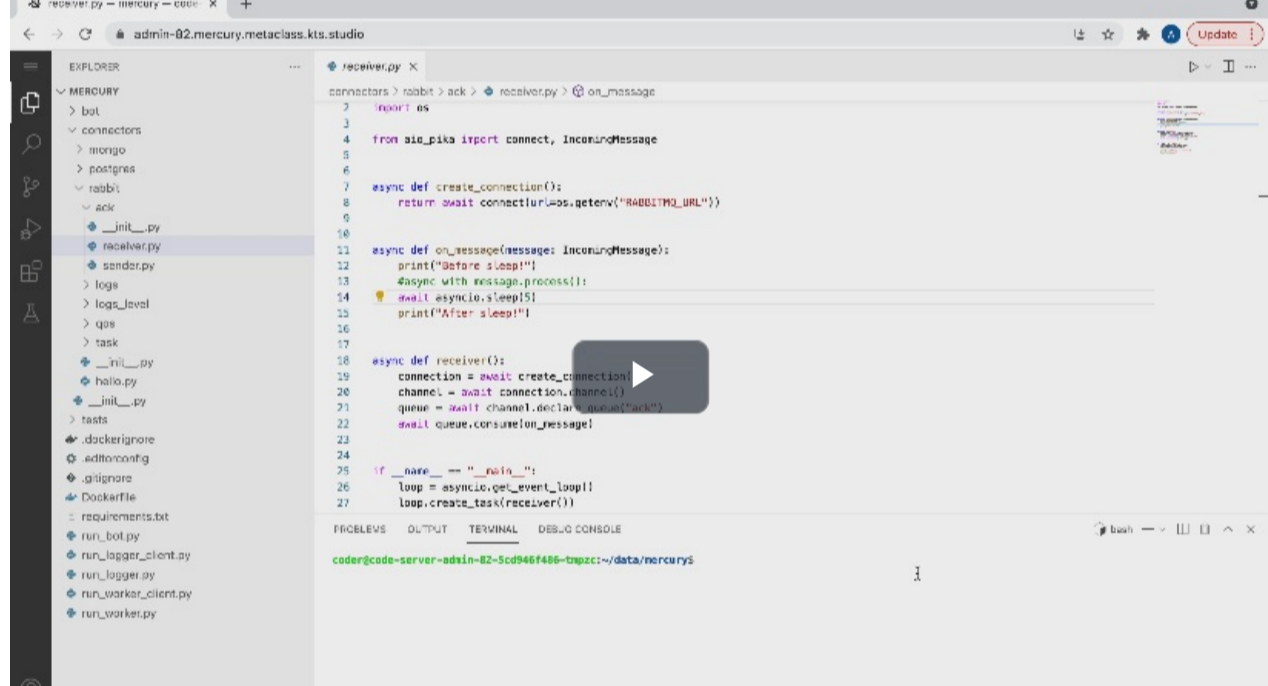 receiver.py — mercury — code-
admin-02.mercury.metaclass.kts.studio
Update
EXPLORER
MERCURY
bot
connectors
mongo
postgres
rabbit
ack
__init__.py
receiver.py
sender.py
logs
logs_level
qos
task
__init__.py
hello.py
__init__.py
tests
.dockerignore
.editorconfig
.gitignore
Dockerfile
requirements.txt
run_bot.py
run_logger_client.py
run_logger.py
run_worker_client.py
run_worker.py
receiver.py
connectors > rabbit > ack > receiver.py > on_message
2 import os
3
4 from aio_pika import connect, IncomingMessage
5
6
7 async def create_connection():
8 return await connect(url=os.getenv("RABBITMQ_URL"))
9
10
11 async def on_message(message: IncomingMessage):
12 print("Before sleep!")
13 #async with message.process():
14 await asyncio.sleep(5)
15 print("After sleep!")
16
17
18 async def receiver():
19 connection = await create_connection(
20 channel = await connection.channel()
21 queue = await channel.declare_queue("ack")
22 await queue.consume(on_message)
23
24
25 if __name__ == "__main__":
26 loop = asyncio.get_event_loop()
27 loop.create_task(receiver())
PROBLEMS OUTPUT TERMINAL DEBUG CONSOLE
bash
coder@code-server-admin-02-5cd946f486-tmpzc:~/data/mercury$